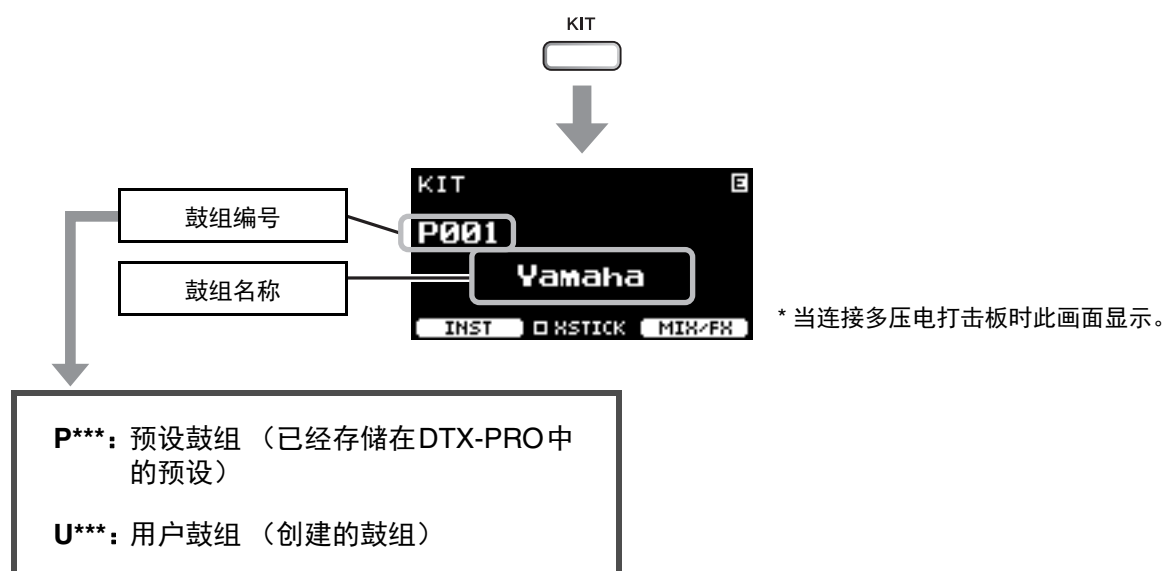 KIT
KIT E
P001
Yamaha
INST XSTICK MIX/FX
鼓组编号
鼓组名称
* 当连接多压电打击板时此画面显示。
P***：预设鼓组 （已经存储在DTX-PRO中
的预设）
U***：用户鼓组 （创建的鼓组）